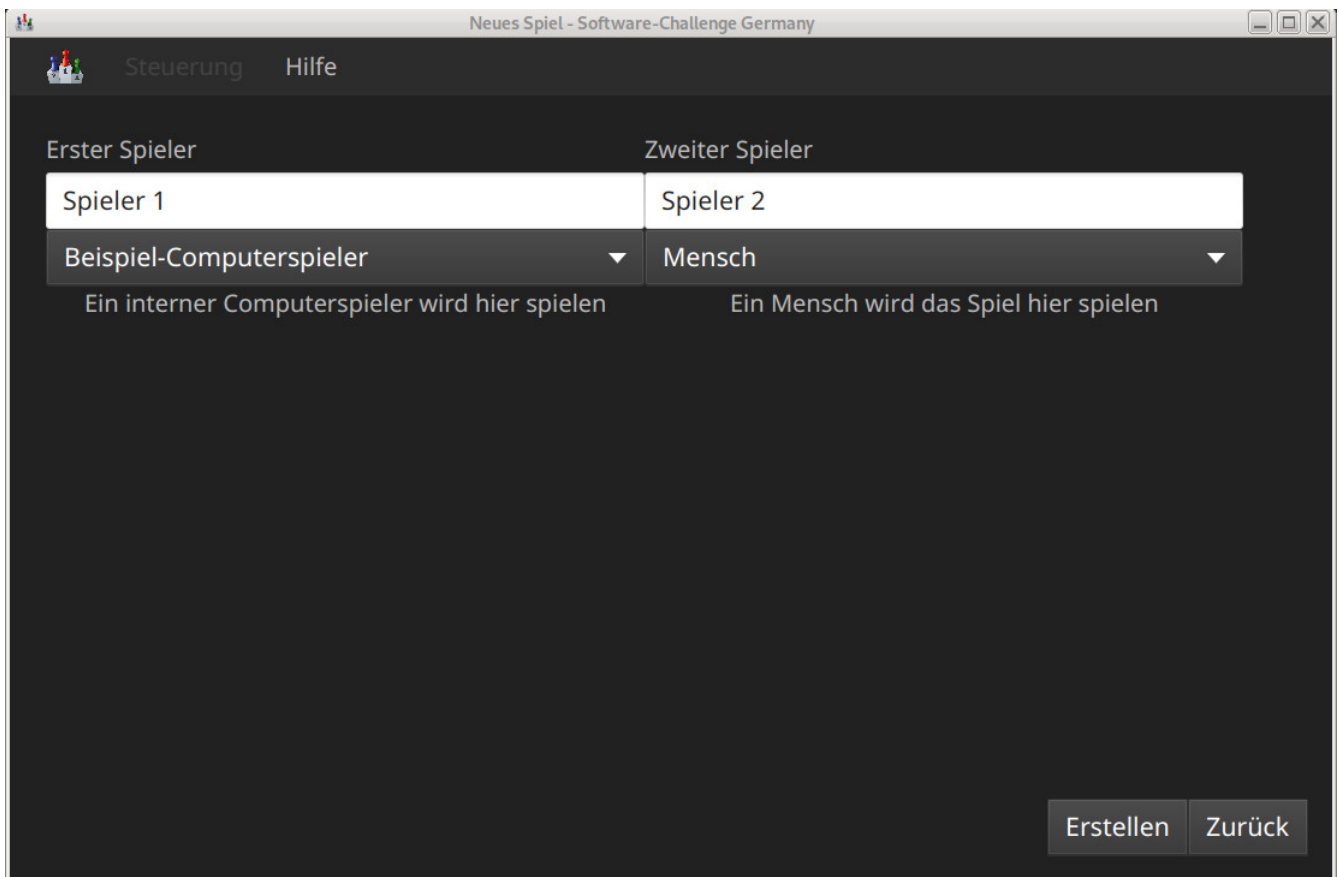 Neues Spiel - Software-Challenge Germany
Steuerung Hilfe
Erster Spieler Zweiter Spieler
Spieler 1 Spieler 2
Beispiel-Computerspieler Mensch
Ein interner Computerspieler wird hier spielen Ein Mensch wird das Spiel hier spielen
Erstellen Zurück